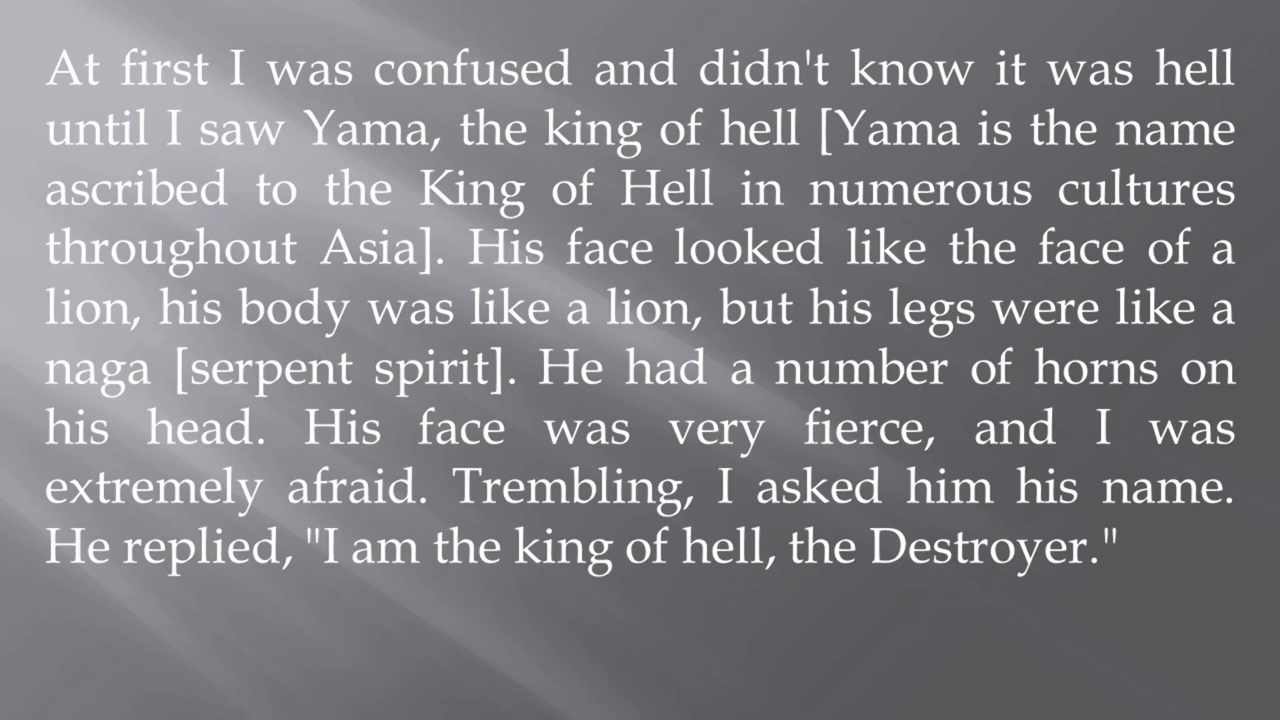 At first I was confused and didn't know it was hell
until I saw Yama, the king of hell [Yama is the name
ascribed to the King of Hell in numerous cultures
throughout Asia]. His face looked like the face of a
lion, his body was like a lion, but his legs were like a
naga [serpent spirit]. He had a number of horns on
his head. His face was very fierce, and I was
extremely afraid. Trembling, I asked him his name.
He replied, "I am the king of hell, the Destroyer."